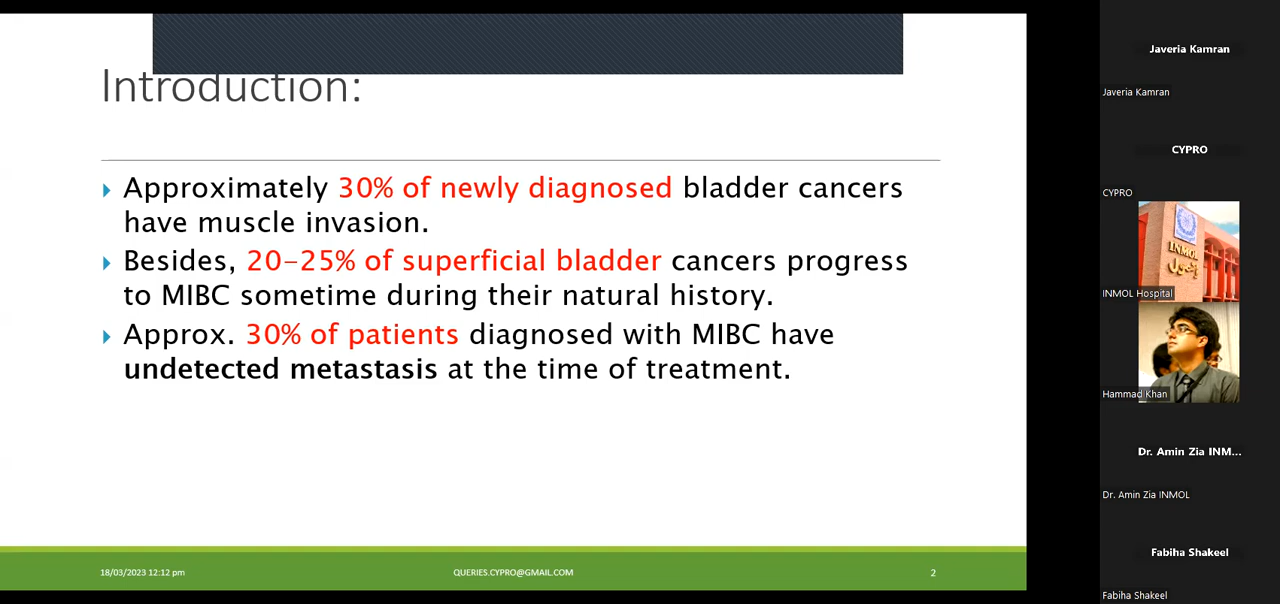 Introduction:
Approximately 30% of newly diagnosed bladder cancers
have muscle invasion.
Besides, 20-25% of superficial bladder cancers progress
to MIBC sometime during their natural history.
Approx. 30% of patients diagnosed with MIBC have
undetected metastasis at the time of treatment.
18/03/2023 12:12 pm
QUERIES.CYPRO@GMAIL.COM
2
Javeria Kamran
Javeria Kamran
CYPRO
CYPRO
INMOL
انمول
INMOL Hospital
Hammad Khan
Dr. Amin Zia INM...
Dr. Amin Zia INMOL
Fabiha Shakeel
Fabiha Shakeel